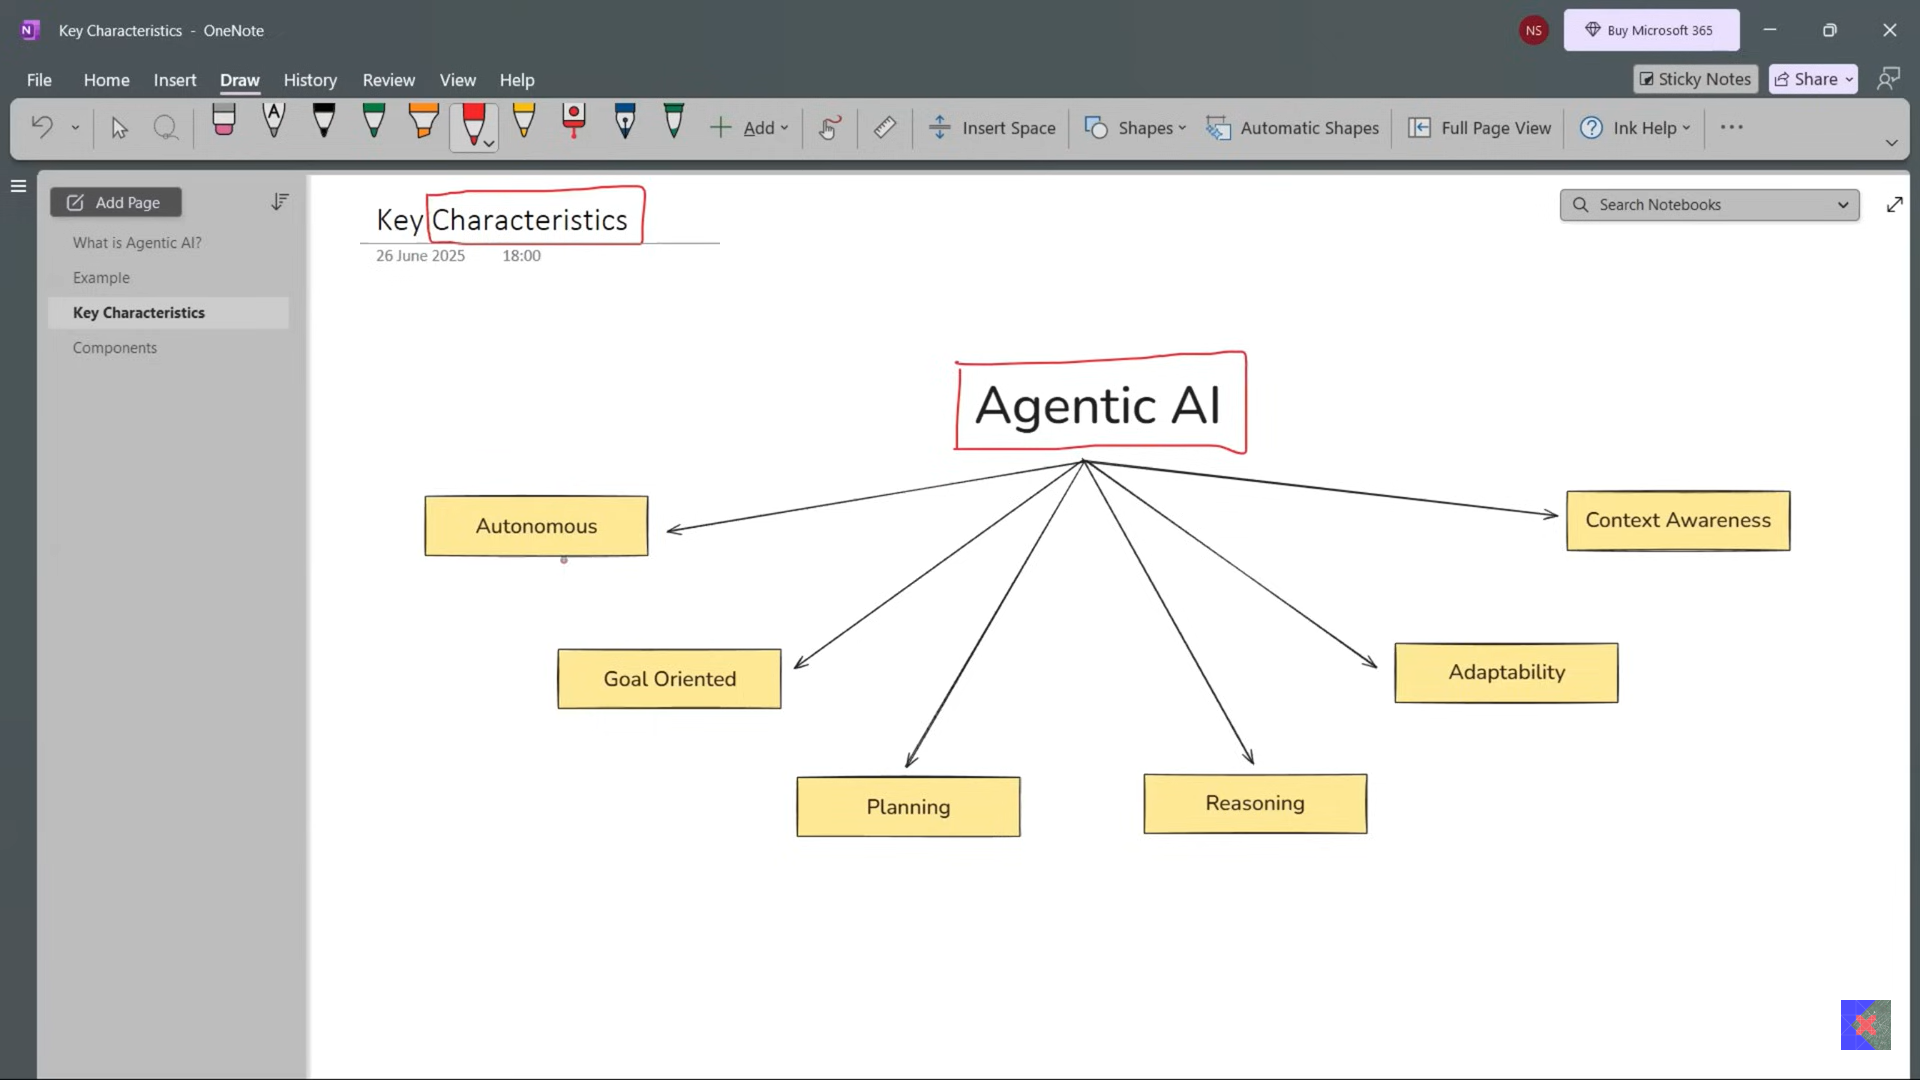 Key Characteristics - OneNote
NS
Buy Microsoft 365
File Home Insert Draw History Review View Help
Sticky Notes
Share
Add
Insert Space
Shapes
Automatic Shapes
Full Page View
Ink Help
Add Page
What is Agentic AI?
Example
Key Characteristics
Components
Key Characteristics
26 June 2025 18:00
Search Notebooks
Agentic AI
Autonomous
Context Awareness
Goal Oriented
Adaptability
Planning
Reasoning